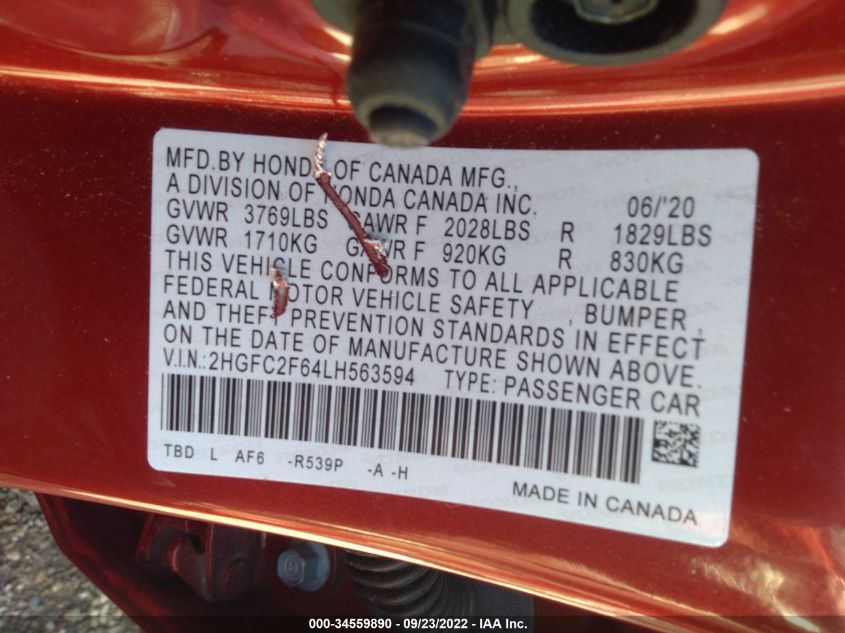 MFD.BY HONDA OF CANADA MFG.,
A DIVISION OF HONDA CANADA INC. 06/'20
GVWR 3769LBS GAWR F 2028LBS R 1829LBS
GVWR 1710KG GAWR F 920KG R 830KG
THIS VEHICLE CONFORMS TO ALL APPLICABLE
FEDERAL MOTOR VEHICLE SAFETY , BUMPER ,
AND THEFT PREVENTION STANDARDS IN EFFECT
ON THE DATE OF MANUFACTURE SHOWN ABOVE.
V.I.N.:2HGFC2F64LH563594 TYPE: PASSENGER CAR
TBD L AF6 -R539P -A -H
MADE IN CANADA
000-34559890 - 09/23/2022 - IAA Inc.